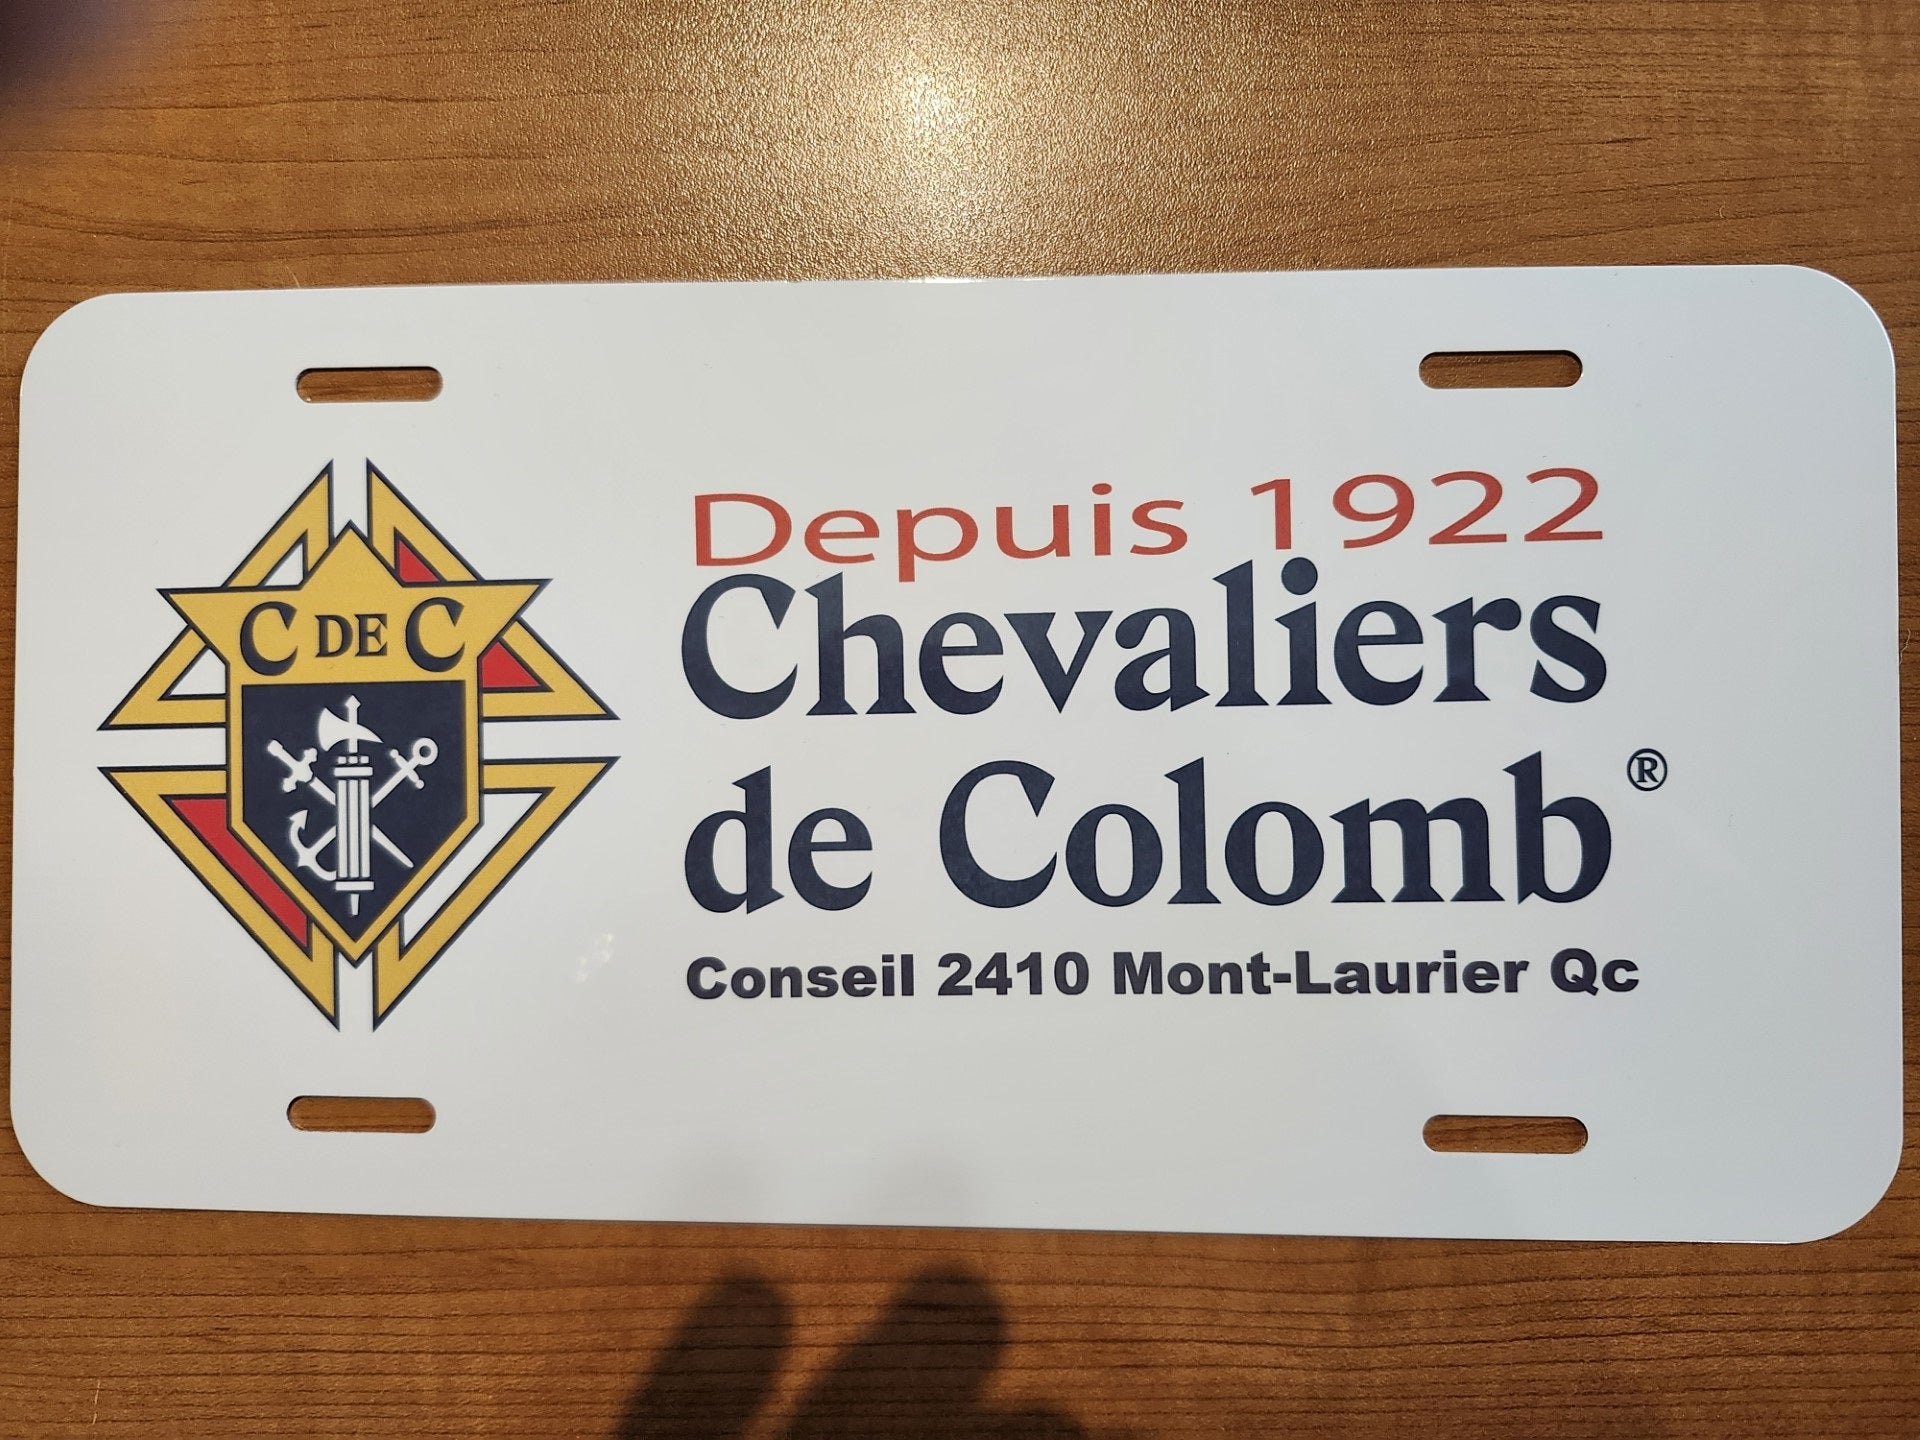 C DE C
Depuis 1922
Chevaliers
de Colomb®
Conseil 2410 Mont-Laurier Qc